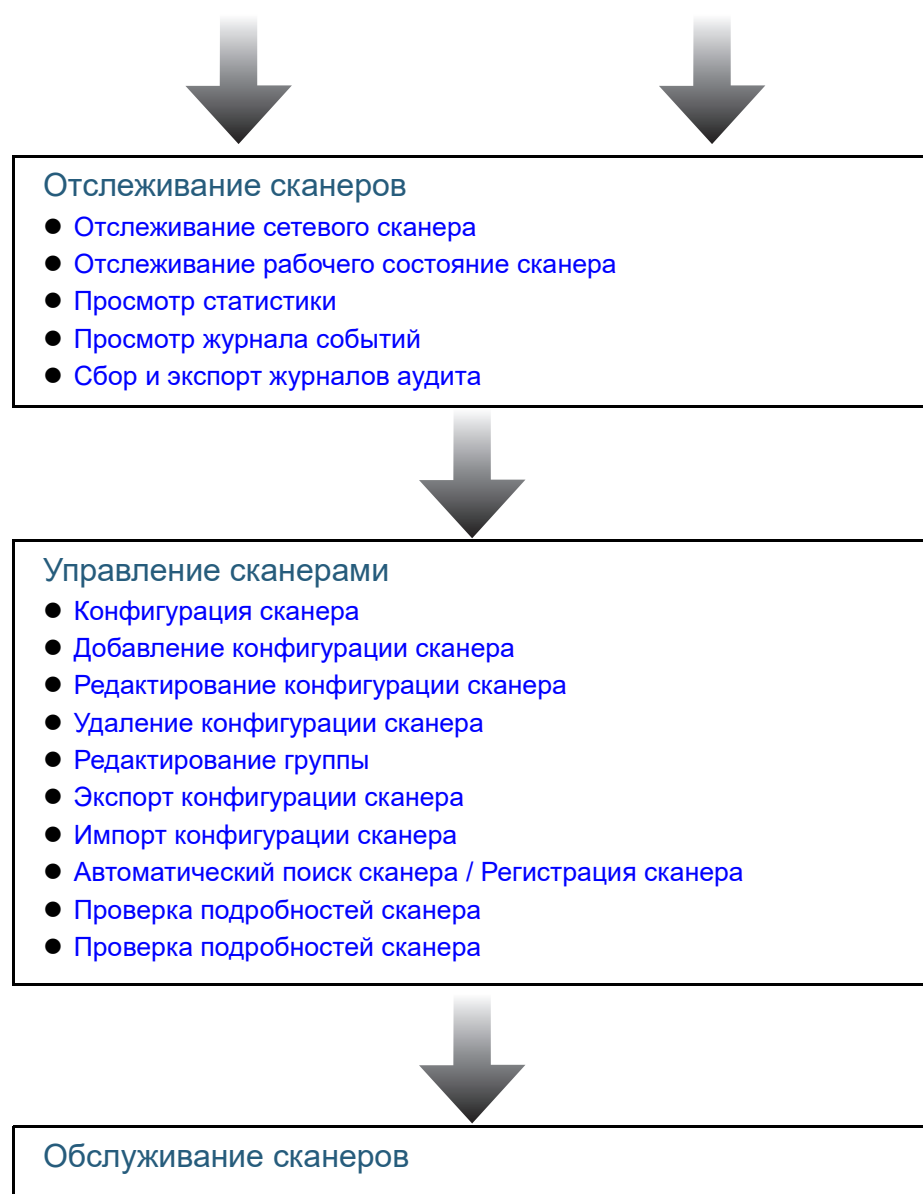 Отслеживание сканеров
● Отслеживание сетевого сканера
● Отслеживание рабочего состояние сканера
● Просмотр статистики
● Просмотр журнала событий
● Сбор и экспорт журналов аудита
Управление сканерами
● Конфигурация сканера
● Добавление конфигурации сканера
● Редактирование конфигурации сканера
● Удаление конфигурации сканера
● Редактирование группы
● Экспорт конфигурации сканера
● Импорт конфигурации сканера
● Автоматический поиск сканера / Регистрация сканера
● Проверка подробностей сканера
● Проверка подробностей сканера
Обслуживание сканеров